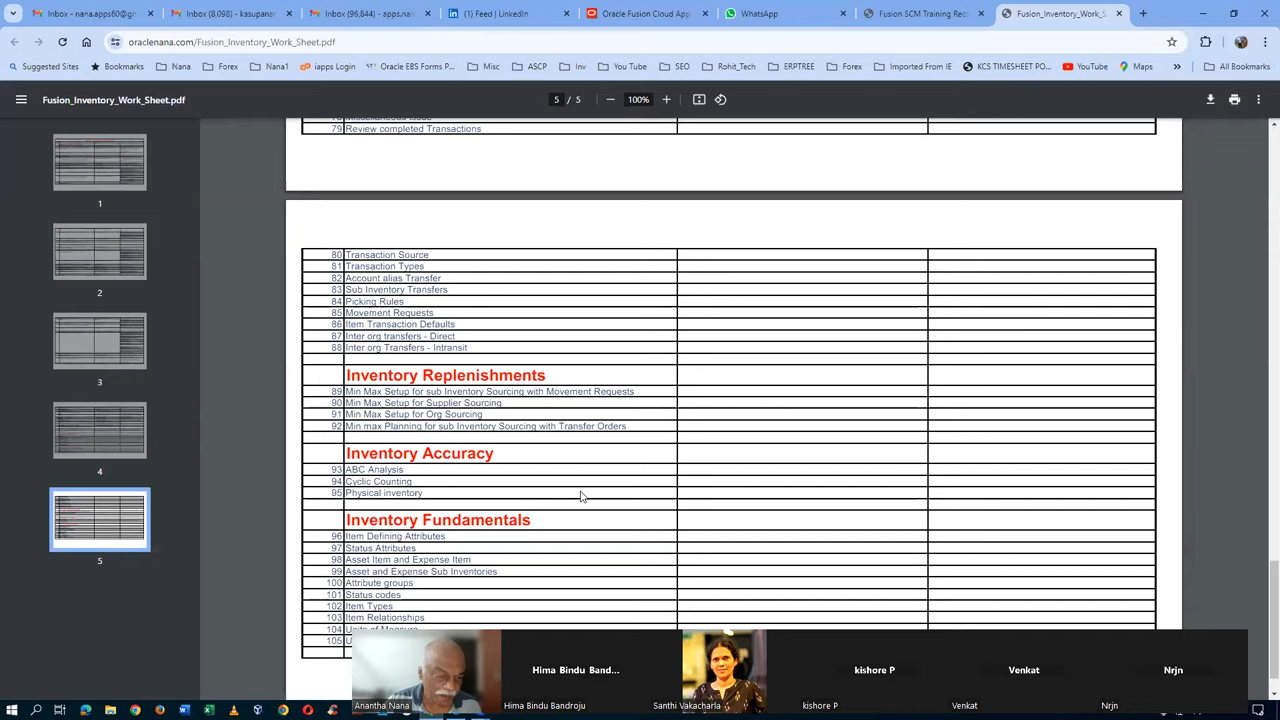 Inbox - nana.apps60@gr
Inbox (8,098) - kasupanan
Inbox (96,844) - apps.nan
(1) Feed | LinkedIn
Oracle Fusion Cloud App
WhatsApp
Fusion SCM Training Rec
Fusion_Inventory_Work_S
oraclenana.com/Fusion_Inventory_Work_Sheet.pdf
Suggested Sites
Bookmarks
Nana
Forex
Nana1
iapps Login
Oracle EBS Forms P...
Misc
ASCP
Inv
You Tube
SEO
Rohit_Tech
ERPTREE
Forex
Imported From IE
KCS TIMESHEET PO...
YouTube
Maps
All Bookmarks
Fusion_Inventory_Work_Sheet.pdf
5 / 5
100%
79 Review completed Transactions
80 Transaction Source
81 Transaction Types
82 Account alias Transfer
83 Sub Inventory Transfers
84 Picking Rules
85 Movement Requests
86 Item Transaction Defaults
87 Inter org transfers - Direct
88 Inter org Transfers - Intransit
Inventory Replenishments
89 Min Max Setup for sub Inventory Sourcing with Movement Requests
90 Min Max Setup for Supplier Sourcing
91 Min Max Setup for Org Sourcing
92 Min max Planning for sub Inventory Sourcing with Transfer Orders
Inventory Accuracy
93 ABC Analysis
94 Cyclic Counting
95 Physical inventory
Inventory Fundamentals
96 Item Defining Attributes
97 Status Attributes
98 Asset Item and Expense Item
99 Asset and Expense Sub Inventories
100 Attribute groups
101 Status codes
102 Item Types
103 Item Relationships
104 Units of Measure
105 U
1
2
3
4
5
Hima Bindu Band...
kishore P
Venkat
Nrjn
Anantha Nana
Hima Bindu Bandroju
Santhi Vakacharla
kishore P
Venkat
Nrjn